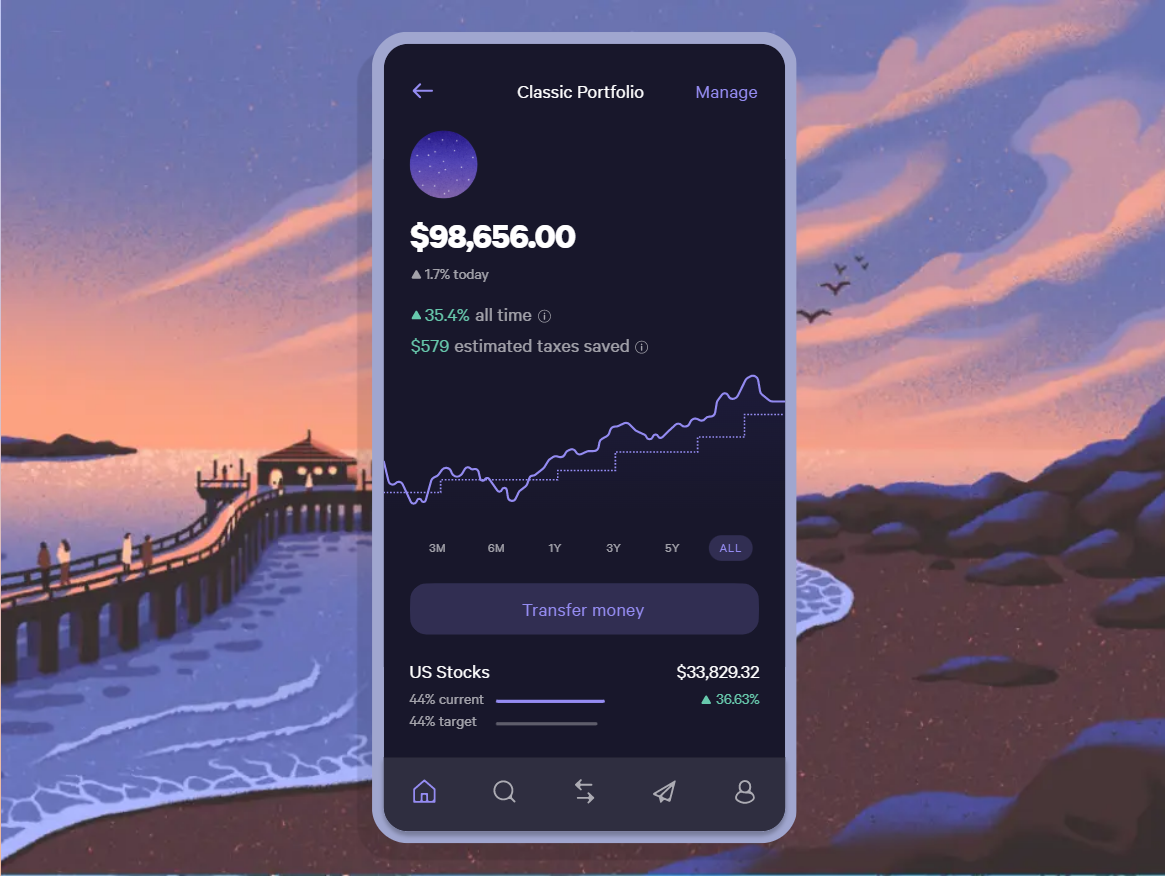 Classic Portfolio Manage
$98,656.00
1.7% today
35.4% all time
$579 estimated taxes saved
3M 6M 1Y 3Y 5Y ALL
Transfer money
US Stocks $33,829.32
44% current 36.63%
44% target